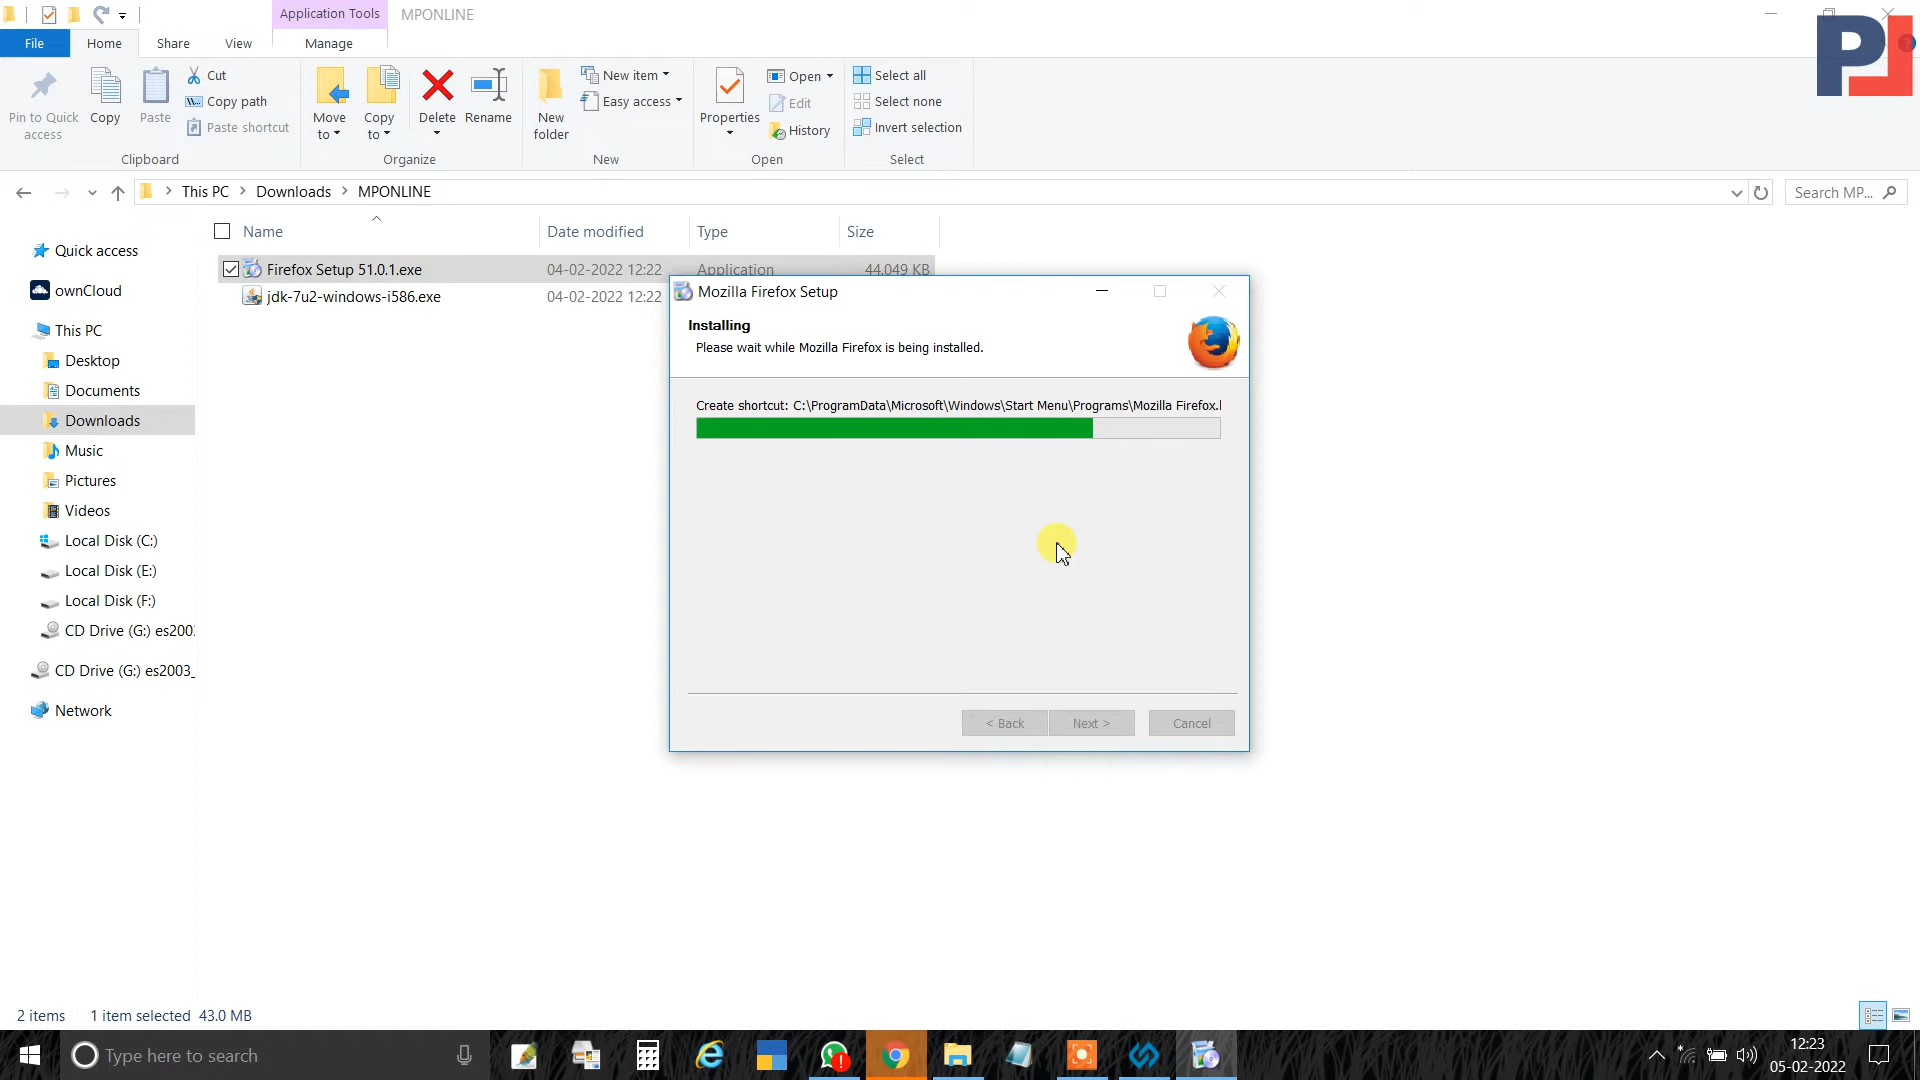 Application Tools
MPONLINE
File
Home
Share
View
Manage
Pin to Quick access
Copy
Paste
Cut
Copy path
Paste shortcut
Clipboard
Move to
Copy to
Delete
Rename
Organize
New folder
New item
Easy access
New
Properties
Open
Edit
History
Open
Select all
Select none
Invert selection
Select
This PC
Downloads
MPONLINE
Search MP...
Name
Date modified
Type
Size
Firefox Setup 51.0.1.exe
04-02-2022 12:22
Application
44,049 KB
jdk-7u2-windows-i586.exe
04-02-2022 12:22
Quick access
ownCloud
This PC
Desktop
Documents
Downloads
Music
Pictures
Videos
Local Disk (C:)
Local Disk (E:)
Local Disk (F:)
CD Drive (G:) es200
CD Drive (G:) es2003_
Network
Mozilla Firefox Setup
Installing
Please wait while Mozilla Firefox is being installed.
Create shortcut: C:\ProgramData\Microsoft\Windows\Start Menu\Programs\Mozilla Firefox.l
< Back
Next >
Cancel
2 items
1 item selected 43.0 MB
Type here to search
12:23
05-02-2022